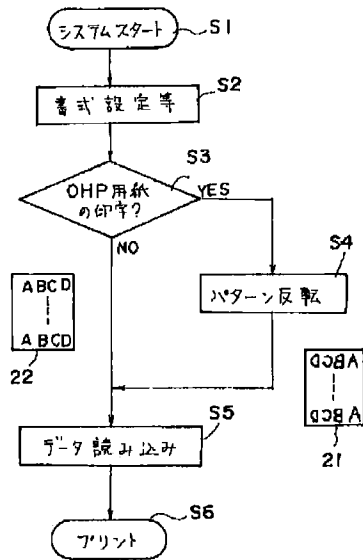 システムスタート
S1
S2
書式設定等
S3
OHP用紙
の印字?
YES
NO
S4
パターン反転
ABCD
ABCD
22
ABCD
ABCD
21
S5
データ読み込み
S6
プリント